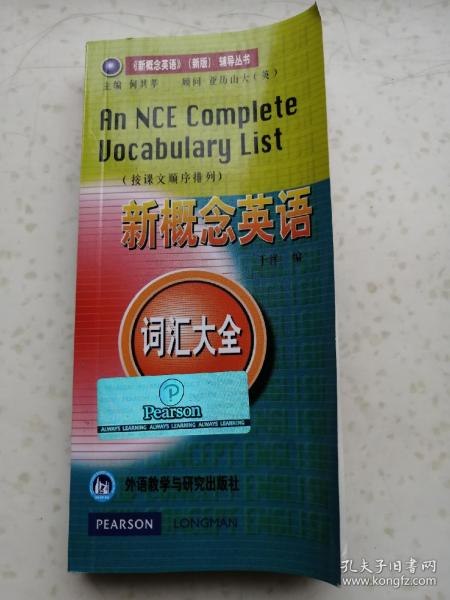 《新概念英语》(新版) 辅导丛书
主编 何其莘 顾问 亚历山大(英)
An NCE Complete
Vocabulary List
(按课文顺序排列)
新概念英语
于洋 编
词汇大全
P
Pearson
ALWAYS LEARNING ALWAYS LEARNING ALWAYS LEARNING
外语教学与研究出版社
PEARSON LONGMAN
孔夫子旧书网
www.kongfz.com